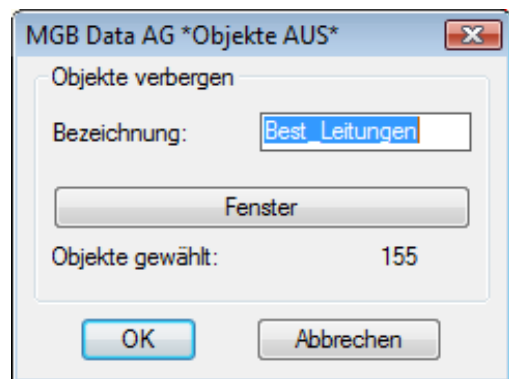 MGB Data AG *Objekte AUS*
Objekte verbergen
Bezeichnung: Best_Leitungen
Fenster
Objekte gewählt: 155
OK Abbrechen